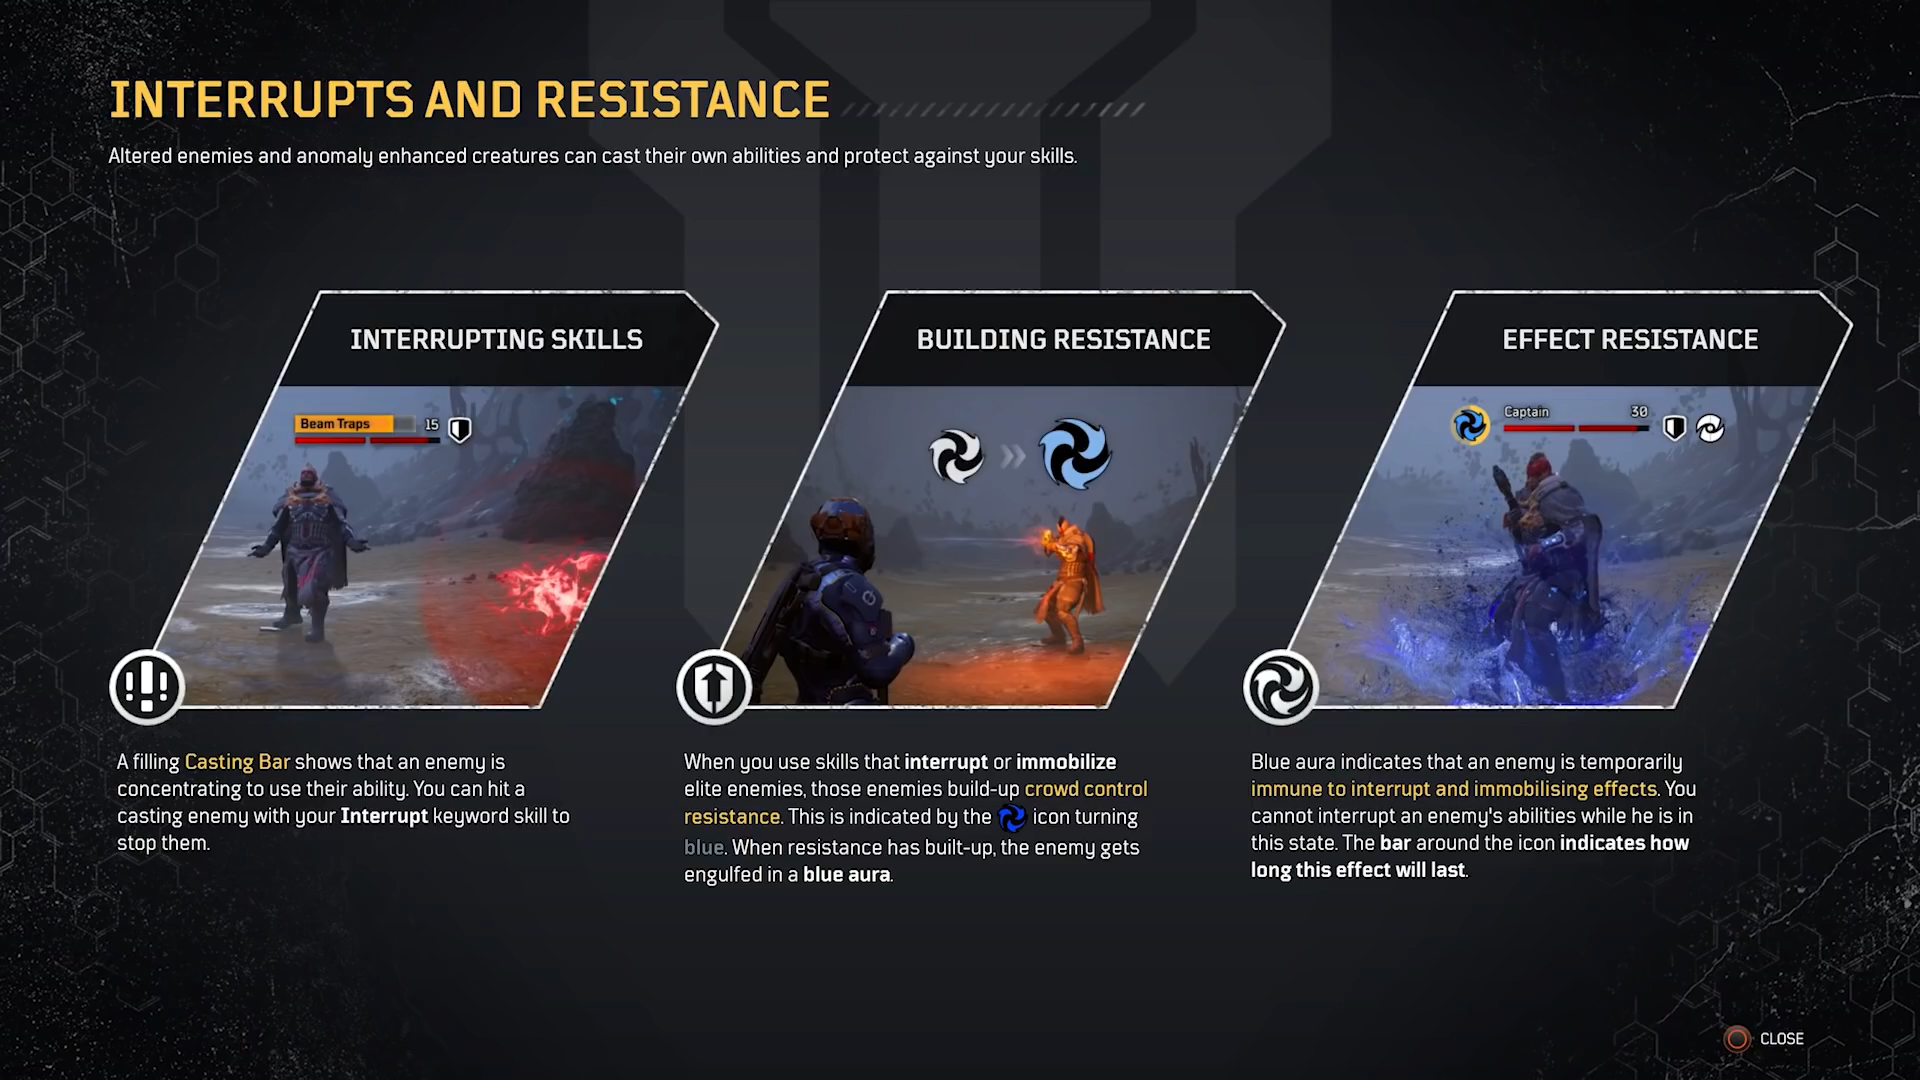 INTERRUPTS AND RESISTANCE
Altered enemies and anomaly enhanced creatures can cast their own abilities and protect against your skills.
INTERRUPTING SKILLS
Beam Traps 15
A filling Casting Bar shows that an enemy is
concentrating to use their ability. You can hit a
casting enemy with your Interrupt keyword skill to
stop them.
BUILDING RESISTANCE
When you use skills that interrupt or immobilize
elite enemies, those enemies build-up crowd control
resistance. This is indicated by the icon turning
blue. When resistance has built-up, the enemy gets
engulfed in a blue aura.
EFFECT RESISTANCE
Captain 30
Blue aura indicates that an enemy is temporarily
immune to interrupt and immobilising effects. You
cannot interrupt an enemy's abilities while he is in
this state. The bar around the icon indicates how
long this effect will last.
CLOSE